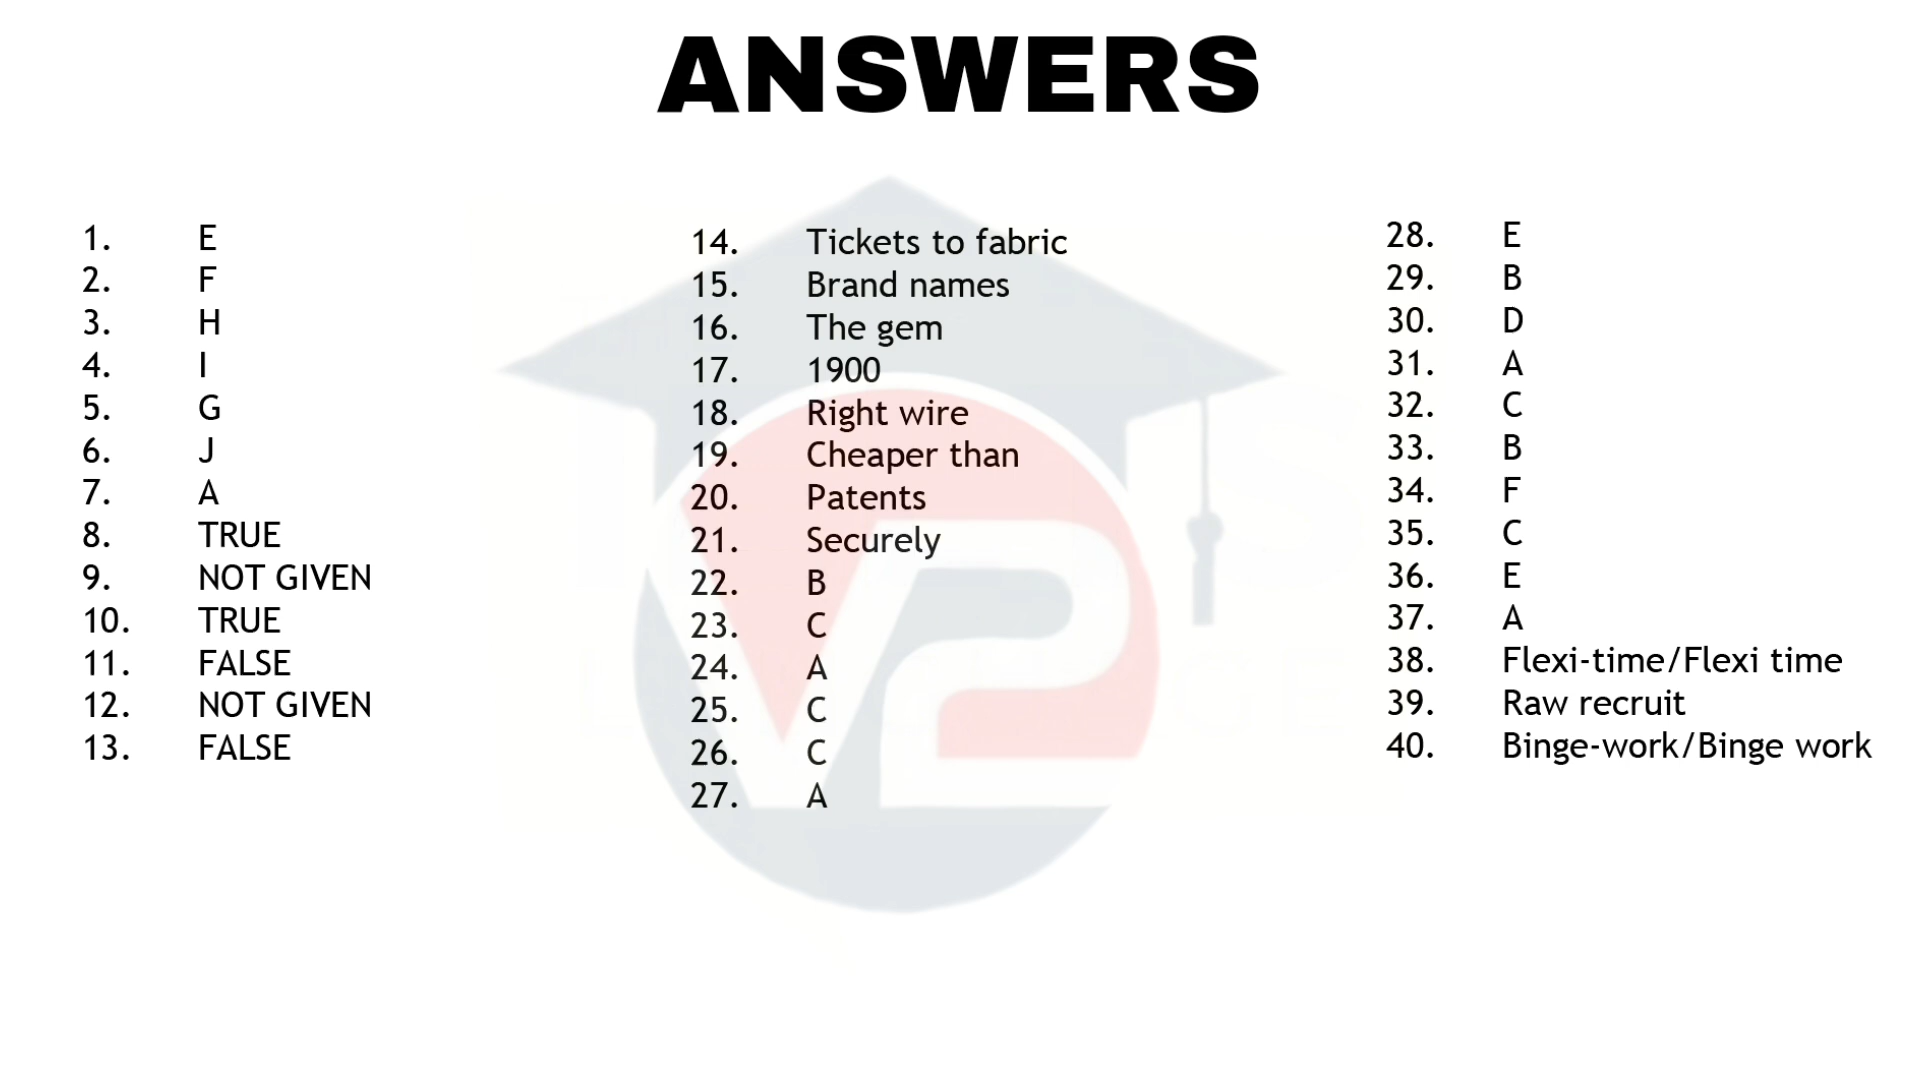 ANSWERS
1. E
2. F
3. H
4. I
5. G
6. J
7. A
8. TRUE
9. NOT GIVEN
10. TRUE
11. FALSE
12. NOT GIVEN
13. FALSE
14. Tickets to fabric
15. Brand names
16. The gem
17. 1900
18. Right wire
19. Cheaper than
20. Patents
21. Securely
22. B
23. C
24. A
25. C
26. C
27. A
28. E
29. B
30. D
31. A
32. C
33. B
34. F
35. C
36. E
37. A
38. Flexi-time/Flexi time
39. Raw recruit
40. Binge-work/Binge work
V2